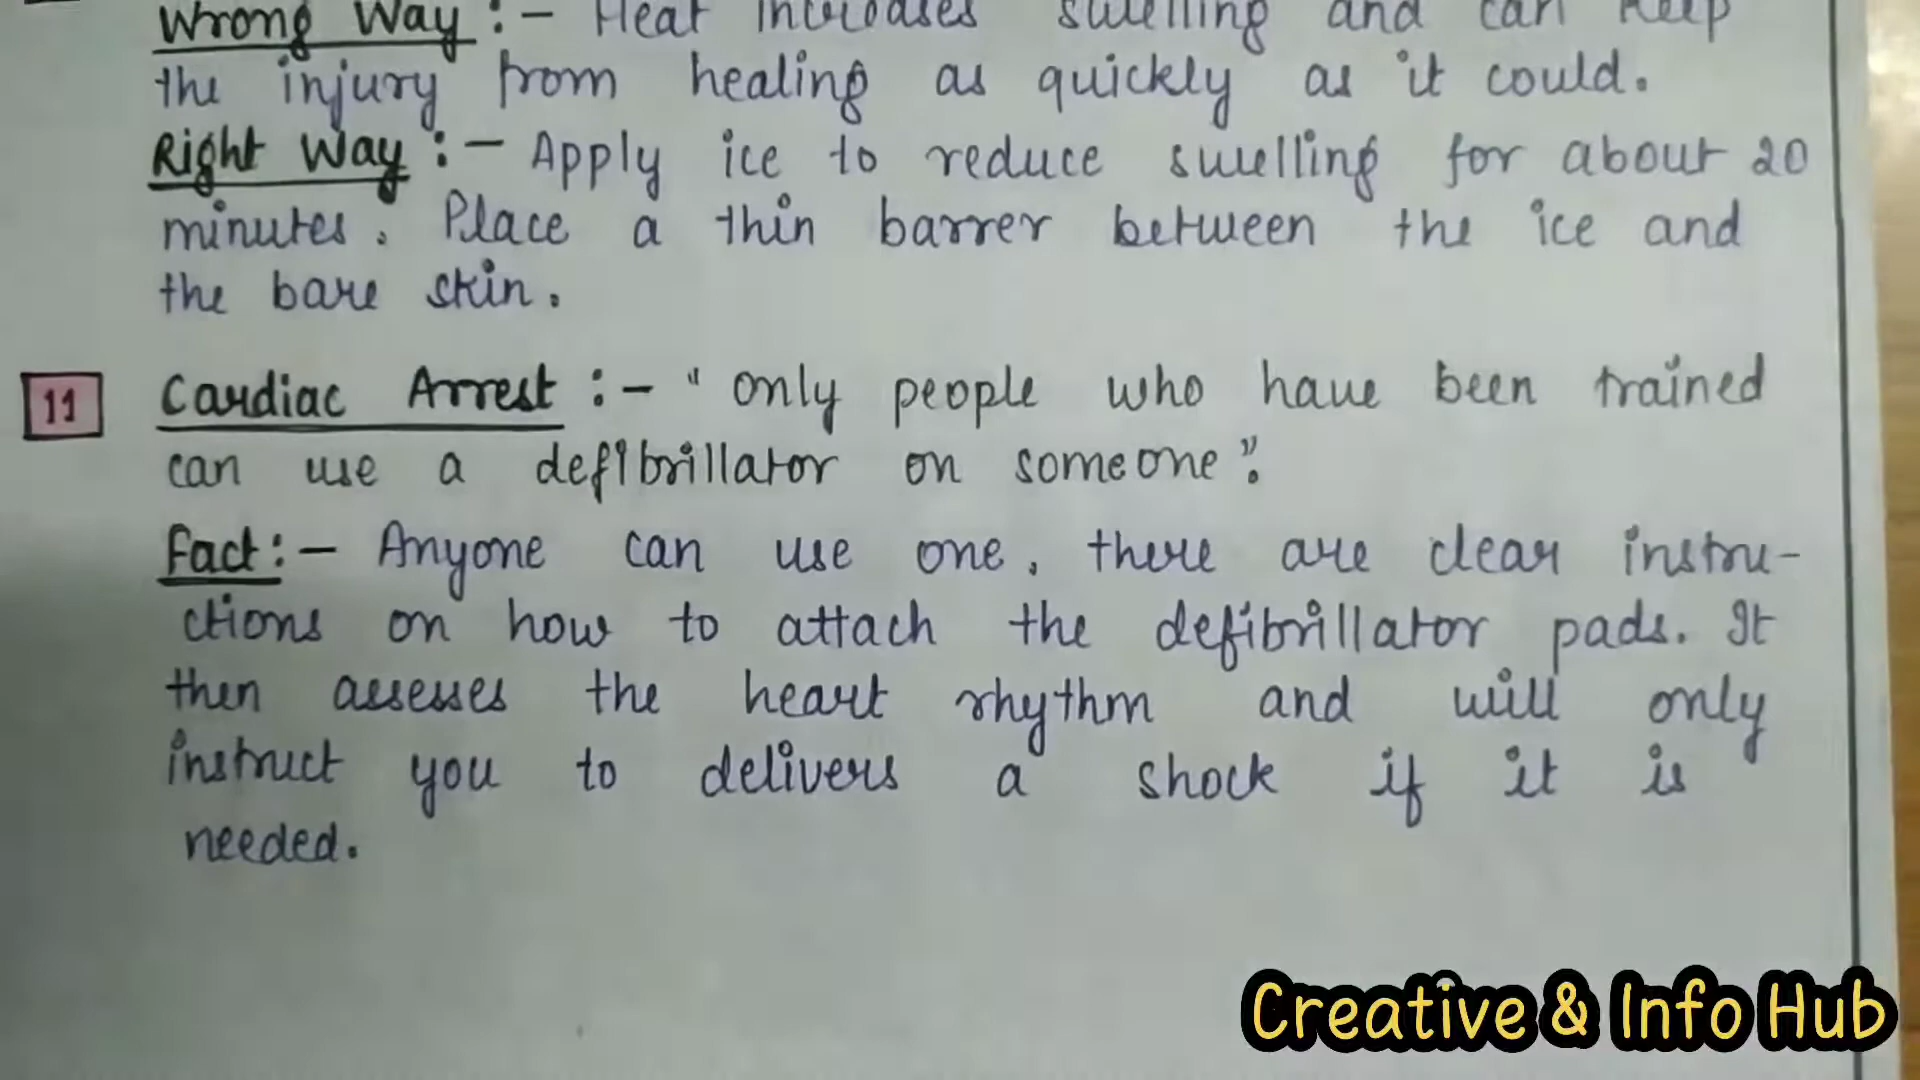 Wrong Way :- Heat increases swelling and can keep
the injury from healing as quickly as it could.
Right Way :- Apply ice to reduce swelling for about 20
minutes. Place a thin barrer between the ice and
the bare skin.
11 Cardiac Arrest :- " only people who have been trained
can use a defibrillator on someone".
Fact :- Anyone can use one. there are clear instru-
ctions on how to attach the defibrillator pads. It
then assesses the heart rhythm and will only
instruct you to delivers a shock if it is
needed.
Creative & Info Hub